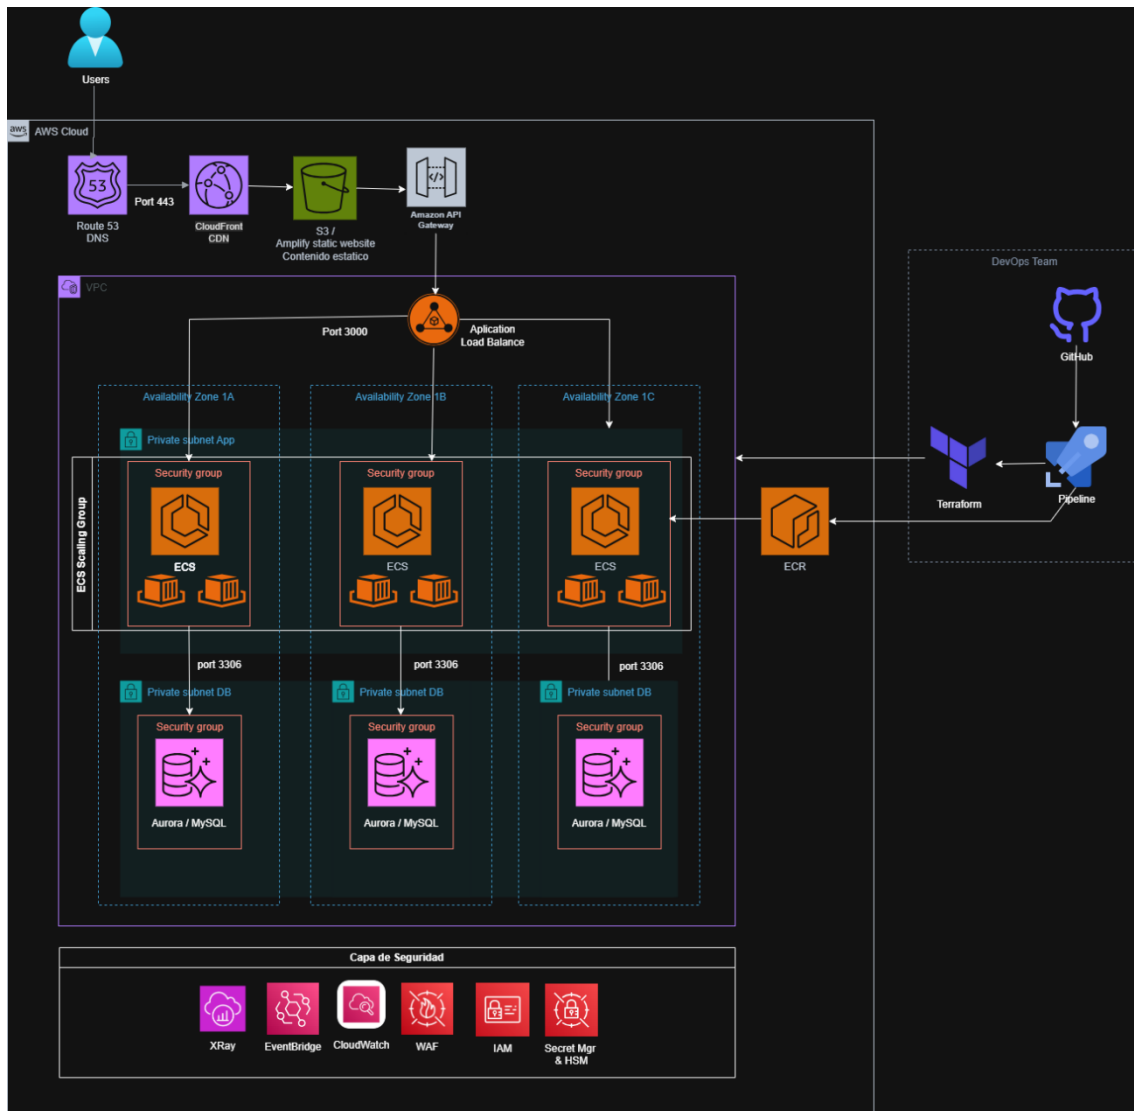 Users
aws
AWS Cloud
53
Port 443
Route 53
DNS
CloudFront
CDN
S3 /
Amplify static website
Contenido estatico
</>
Amazon API
Gateway
DevOps Team
GitHub
VPC
Port 3000
Aplication
Load Balance
Availability Zone 1A
Availability Zone 1B
Availability Zone 1C
Private subnet App
Terraform
Pipeline
ECS Scaling Group
Security group
Security group
Security group
ECS
ECS
ECS
ECR
port 3306
port 3306
port 3306
Private subnet DB
Private subnet DB
Private subnet DB
Security group
Security group
Security group
Aurora / MySQL
Aurora / MySQL
Aurora / MySQL
Capa de Seguridad
XRay
EventBridge
CloudWatch
WAF
IAM
Secret Mgr
& HSM